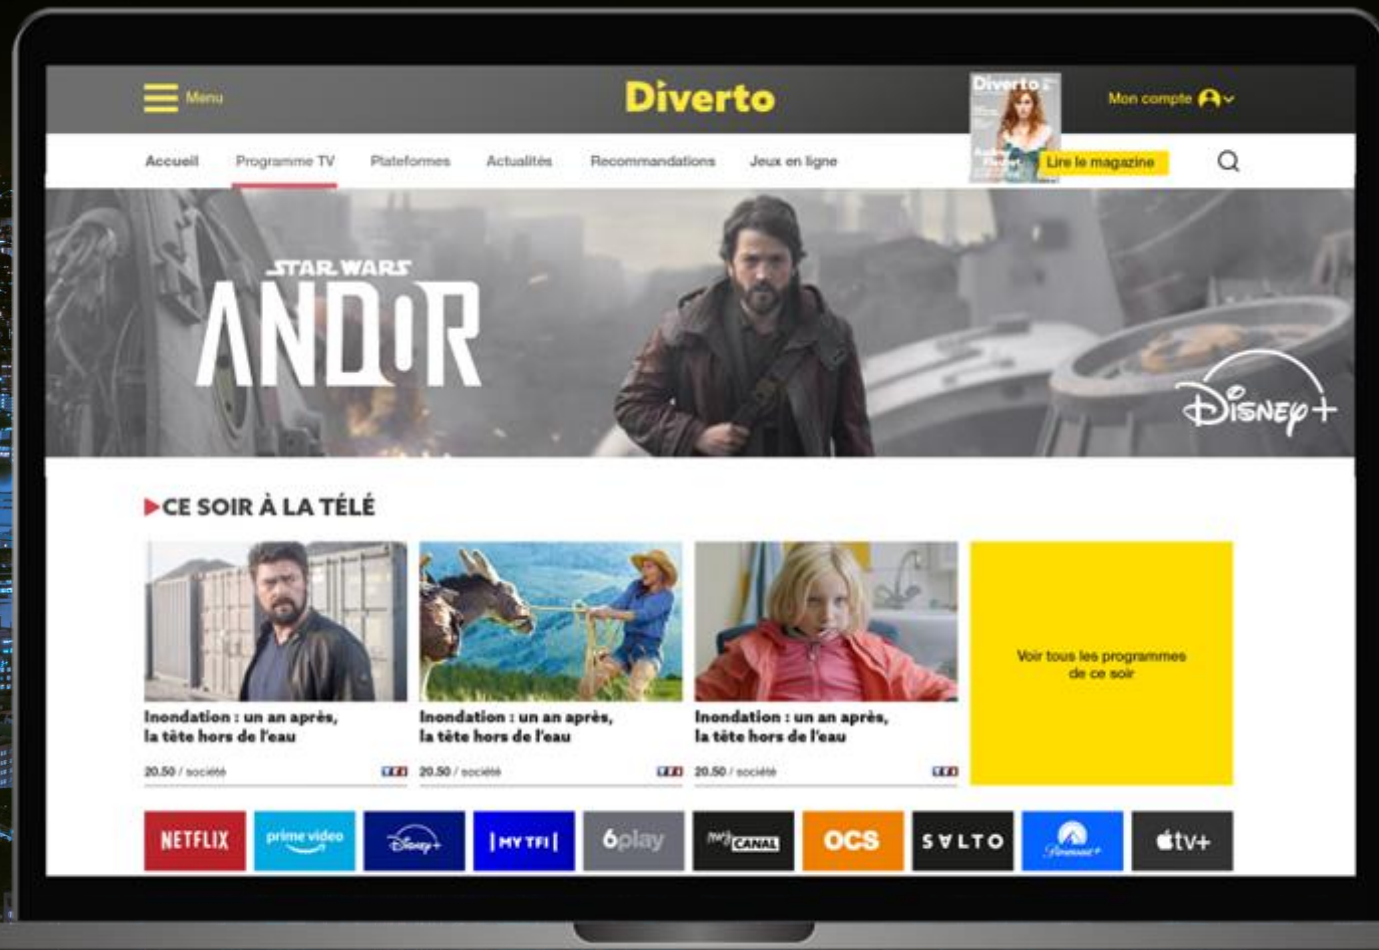 Menu
Diverto
Diverto
Mon compte
Accueil
Programme TV
Plateformes
Actualités
Recommandations
Jeux en ligne
Lire le magazine
STAR WARS
ANDOR
Disney+
CE SOIR À LA TÉLÉ
Inondation : un an après,
la tête hors de l'eau
20.50 / société
TF1
Inondation : un an après,
la tête hors de l'eau
20.50 / société
TF1
Inondation : un an après,
la tête hors de l'eau
20.50 / société
TF1
Voir tous les programmes
de ce soir
NETFLIX
prime video
Disney+
MYTF1
6play
myCANAL
OCS
SALTO
Paramount+
tv+